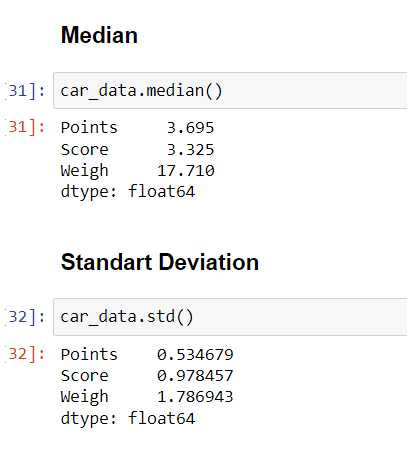 Median
[31]: car_data.median()
[31]: Points 3.695
Score 3.325
Weigh 17.710
dtype: float64
Standart Deviation
[32]: car_data.std()
[32]: Points 0.534679
Score 0.978457
Weigh 1.786943
dtype: float64